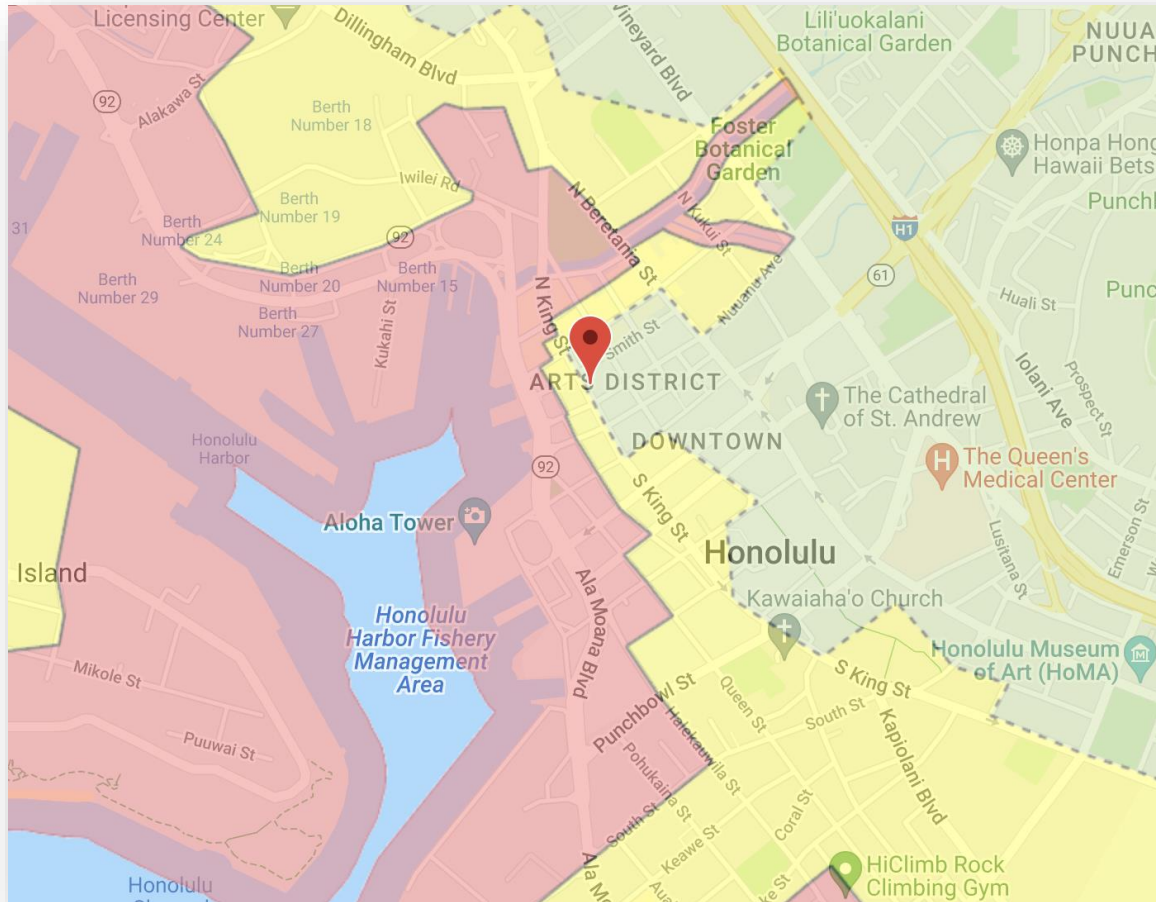 Licensing Center
Dillingham Blvd
Vineyard Blvd
Lili'uokalani
Botanical Garden
NUUA
PUNCH
92
Alakawa St
Berth
Number 18
Foster
Botanical
Garden
Honpa Hong
Hawaii Bets
Iwilei Rd
Berth
Number 19
N Beretania St
N Kukui St
Punchl
31
Berth
Number 24
92
H1
61
Berth
Number 29
Berth
Number 20
Berth
Number 15
N King St
Nuuanu Ave
Huali St
Punc
Berth
Number 27
Kukahi St
Smith St
Iolani Ave
Prospect St
ARTS DISTRICT
The Cathedral
of St. Andrew
DOWNTOWN
Honolulu
Harbor
92
H
The Queen's
Medical Center
S King St
Aloha Tower
Lusitana St
Emerson St
W
Honolulu
Island
Ala Moana Blvd
Kawaiaha'o Church
Honolulu
Harbor Fishery
Management
Area
Honolulu Museum
of Art (HoMA)
Mikole St
S King St
Punchbowl St
Queen St
South St
Halekauwila St
Kapiolani Blvd
Puuwai St
Pohukaina St
Coral St
South St
Keawe St
Ala Mo
HiClimb Rock
Climbing Gym
Aua
ke St
Honolulu